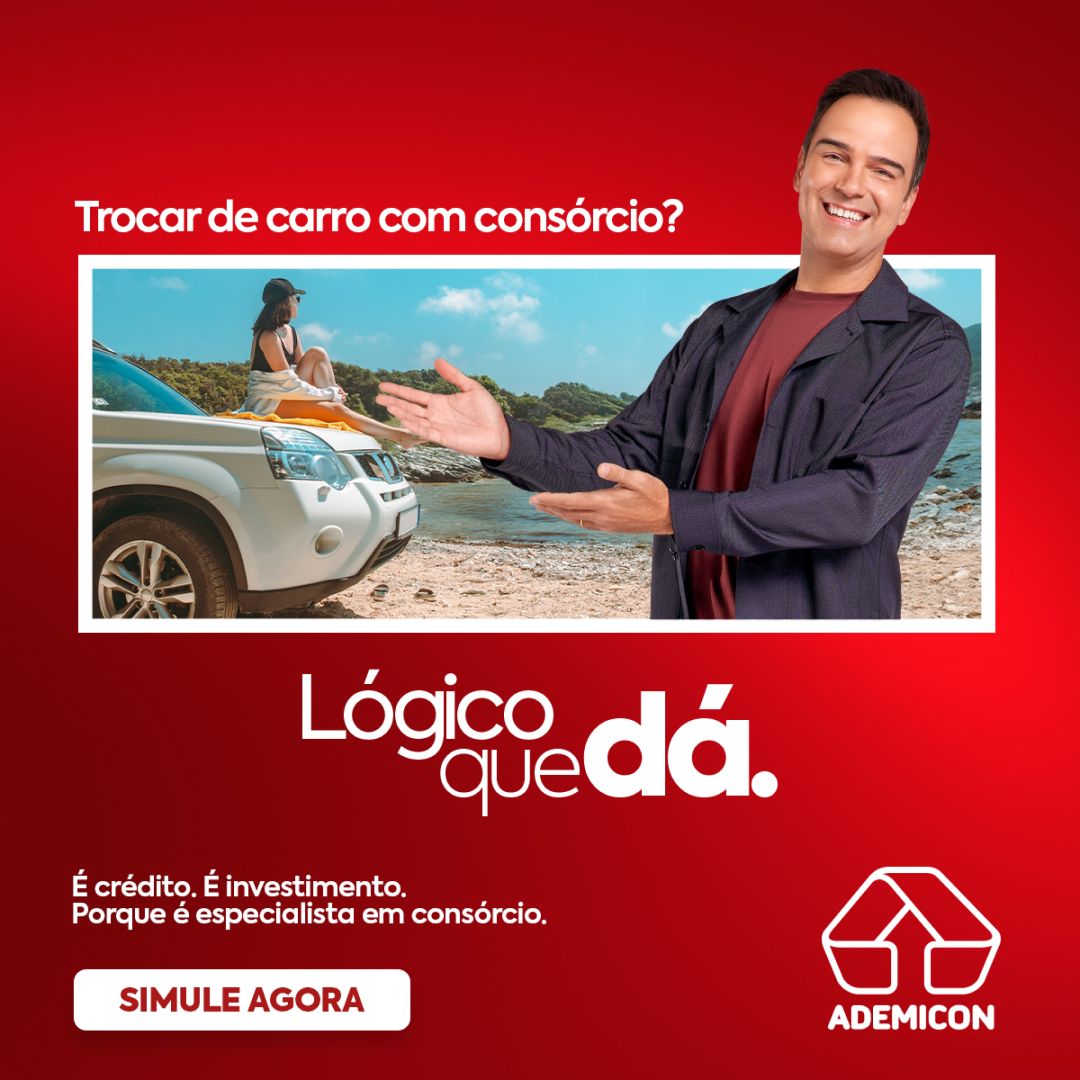 Trocar de carro com consórcio?
Lógico
que dá.
É crédito. É investimento.
Porque é especialista em consórcio.
SIMULE AGORA
ADEMICON